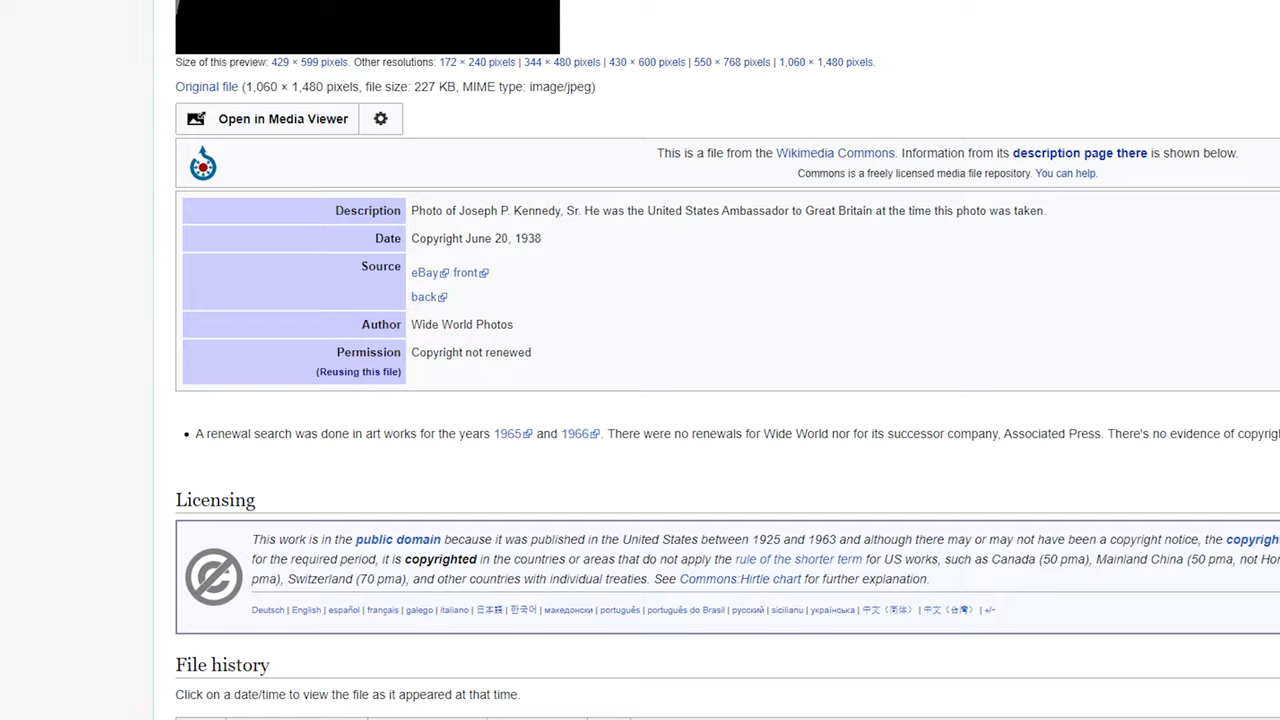 Size of this preview: 429 × 599 pixels. Other resolutions: 172 × 240 pixels | 344 × 480 pixels | 430 × 600 pixels | 550 × 768 pixels | 1,060 × 1,480 pixels.
Original file (1,060 × 1,480 pixels, file size: 227 KB, MIME type: image/jpeg)
Open in Media Viewer
This is a file from the Wikimedia Commons. Information from its description page there is shown below.
Commons is a freely licensed media file repository. You can help.
Description Photo of Joseph P. Kennedy, Sr. He was the United States Ambassador to Great Britain at the time this photo was taken.
Date Copyright June 20, 1938
Source eBay front
back
Author Wide World Photos
Permission Copyright not renewed
(Reusing this file)
A renewal search was done in art works for the years 1965 and 1966. There were no renewals for Wide World nor for its successor company, Associated Press. There's no evidence of copyrig
Licensing
This work is in the public domain because it was published in the United States between 1925 and 1963 and although there may or may not have been a copyright notice, the copyrigh
for the required period, it is copyrighted in the countries or areas that do not apply the rule of the shorter term for US works, such as Canada (50 pma), Mainland China (50 pma, not Hon
pma), Switzerland (70 pma), and other countries with individual treaties. See Commons:Hirtle chart for further explanation.
Deutsch | English | español | français | galego | italiano | 日本語 | 한국어 | македонски | português | português do Brasil | русский | sicilianu | українська | 中文（简体） | 中文（台灣） | +/−
File history
Click on a date/time to view the file as it appeared at that time.